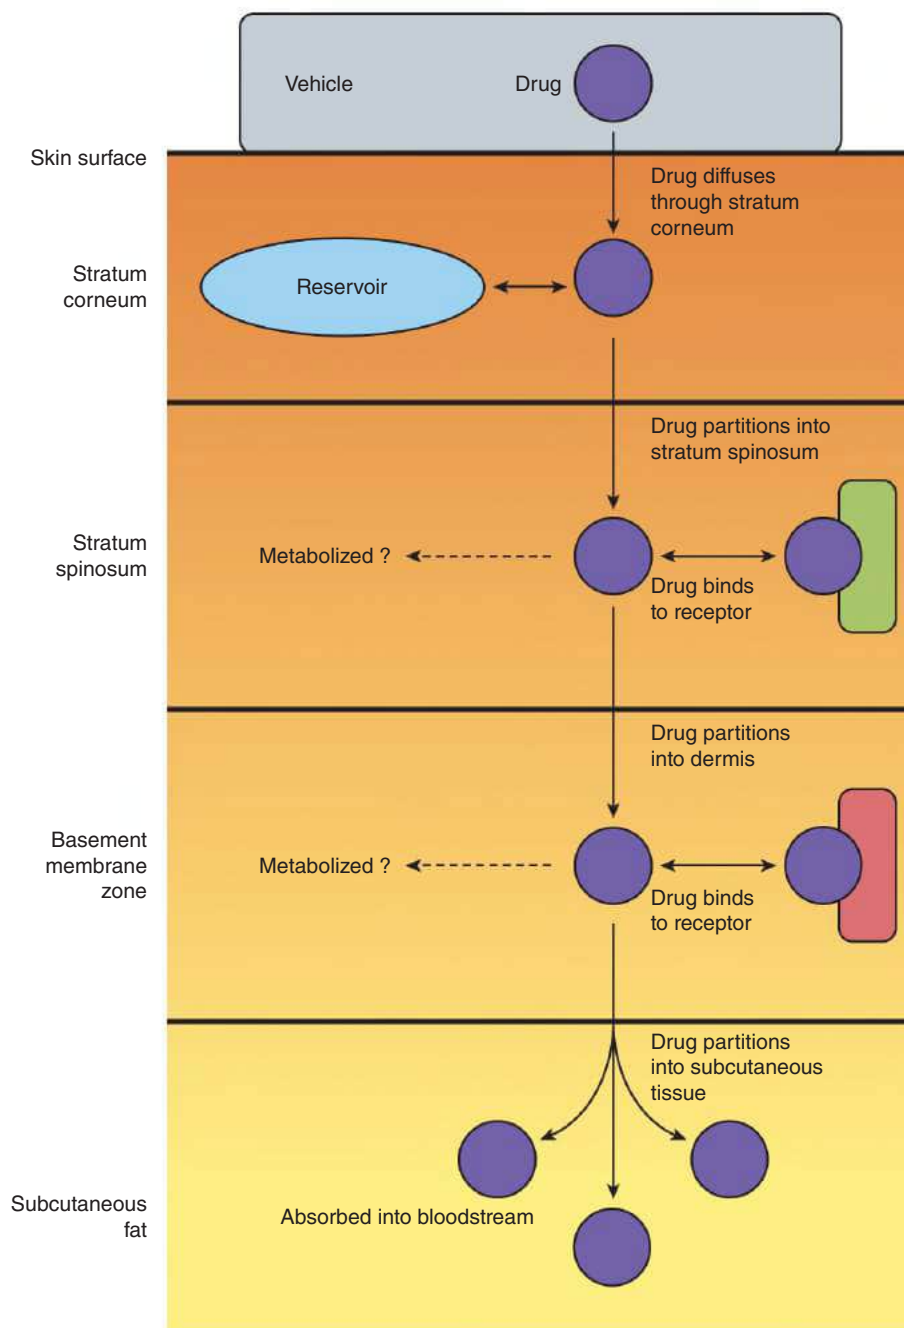 Vehicle
Drug
Skin surface
Drug diffuses
through stratum
corneum
Stratum
corneum
Reservoir
Drug partitions into
stratum spinosum
Stratum
spinosum
Metabolized ?
Drug binds
to receptor
Drug partitions
into dermis
Basement
membrane
zone
Metabolized ?
Drug binds
to receptor
Drug partitions
into subcutaneous
tissue
Subcutaneous
fat
Absorbed into bloodstream